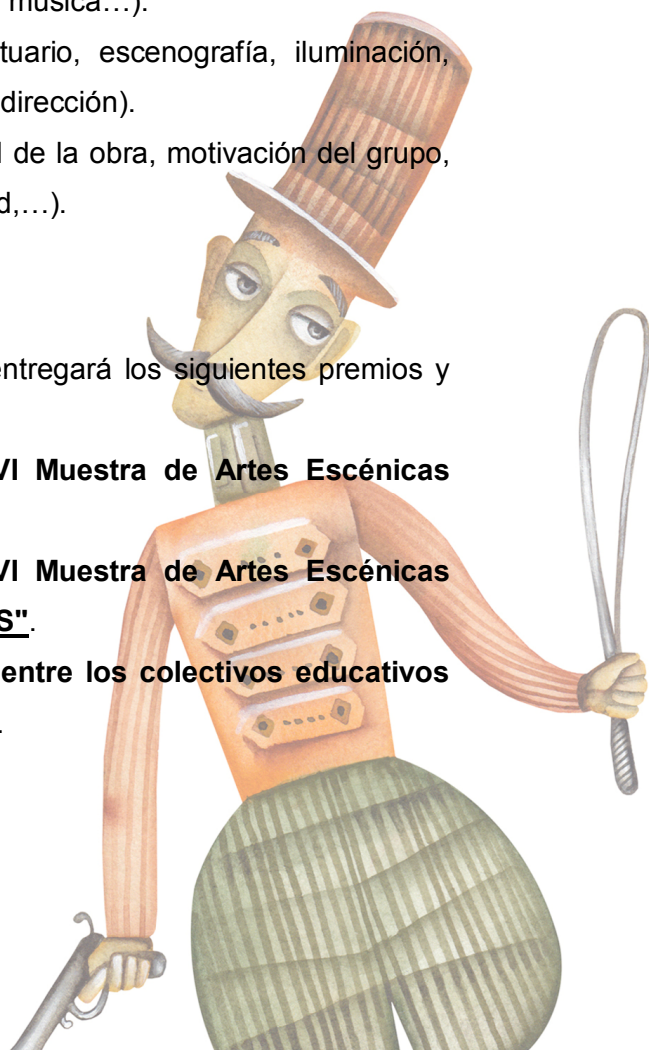 música…).
tuario, escenografía, iluminación,
dirección).
de la obra, motivación del grupo,
d,…).
entregará los siguientes premios y
VI Muestra de Artes Escénicas
VI Muestra de Artes Escénicas
S".
entre los colectivos educativos
.